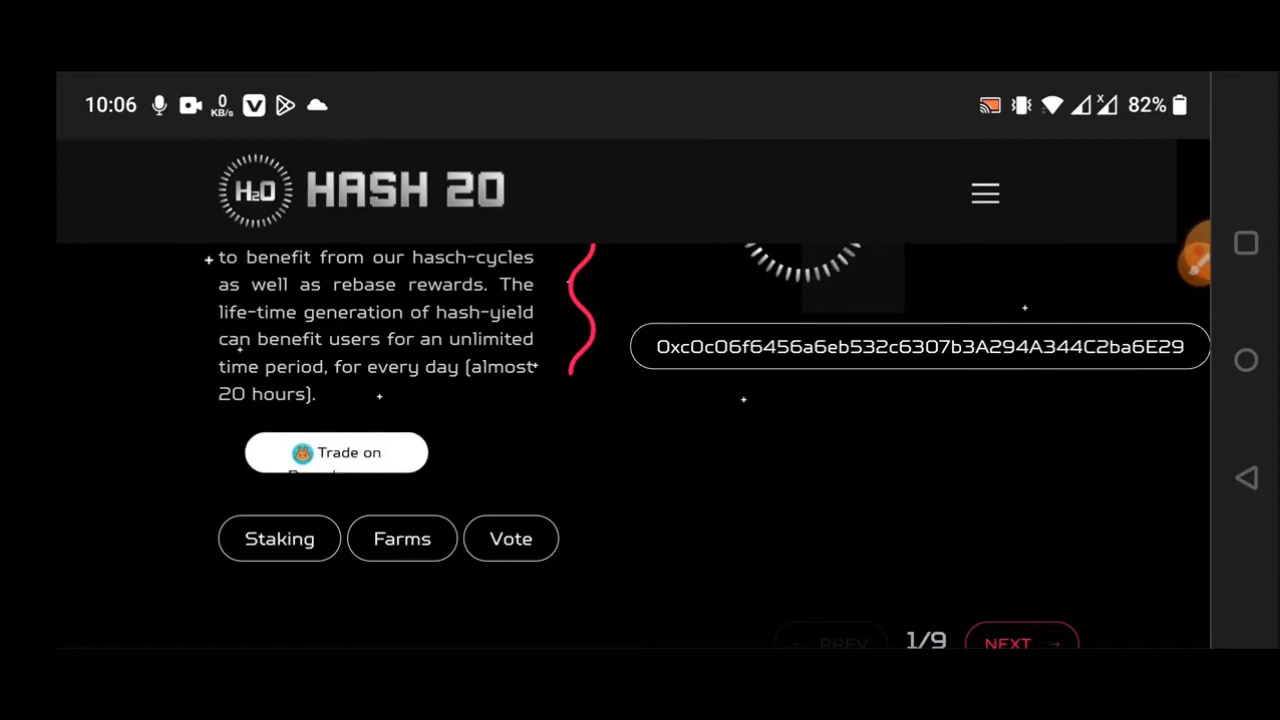 10:06 0 KB/s V 82%
H2O HASH 20
to benefit from our hasch-cycles
as well as rebase rewards. The
life-time generation of hash-yield
can benefit users for an unlimited
time period, for every day (almost
20 hours).
0xc0c06f6456a6eb532c6307b3A294A344C2ba6E29
Trade on
Staking Farms Vote
← PREV 1/9 NEXT →